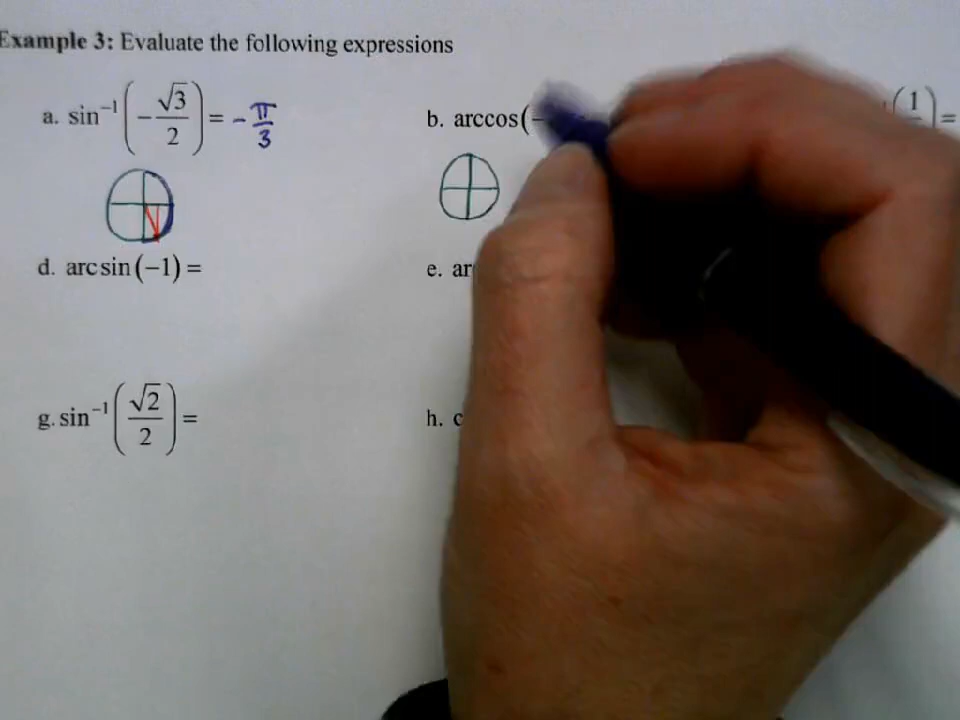 Example 3: Evaluate the following expressions
a. sin⁻¹(-√3/2) = -π/3
b. arccos(-
(1
=
d. arcsin(-1) =
e. ar
g. sin⁻¹(√2/2) =
h. c